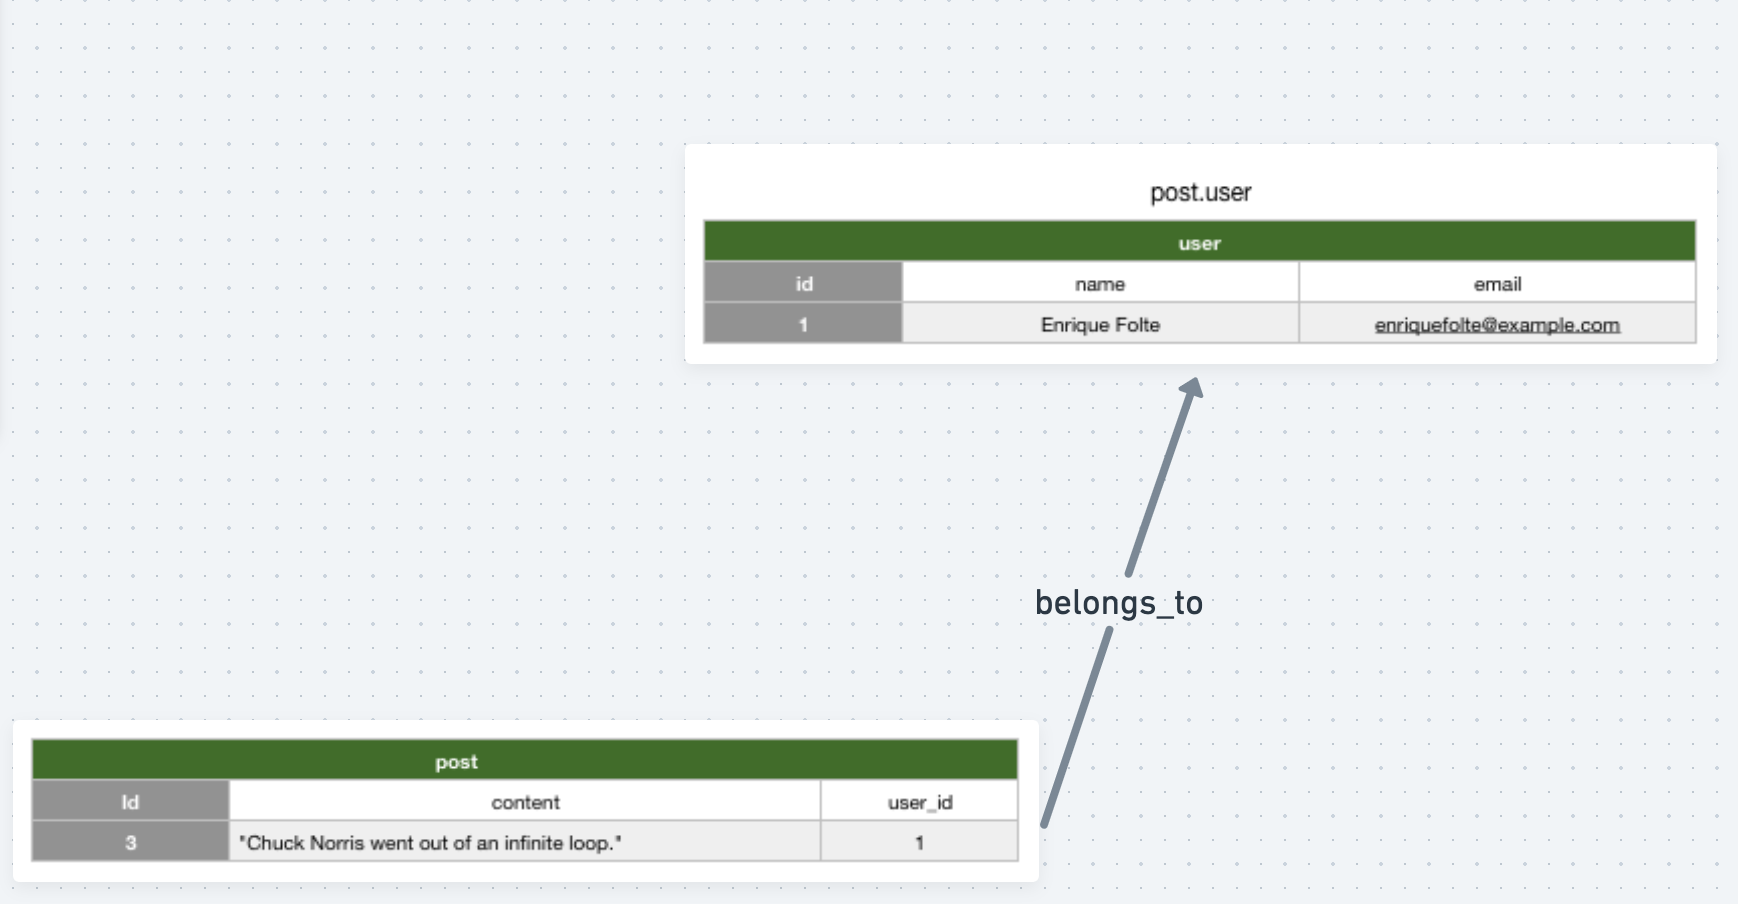 post.user
user
id name email
1 Enrique Folte enriquefolte@example.com
belongs_to
post
Id content user_id
3 "Chuck Norris went out of an infinite loop." 1